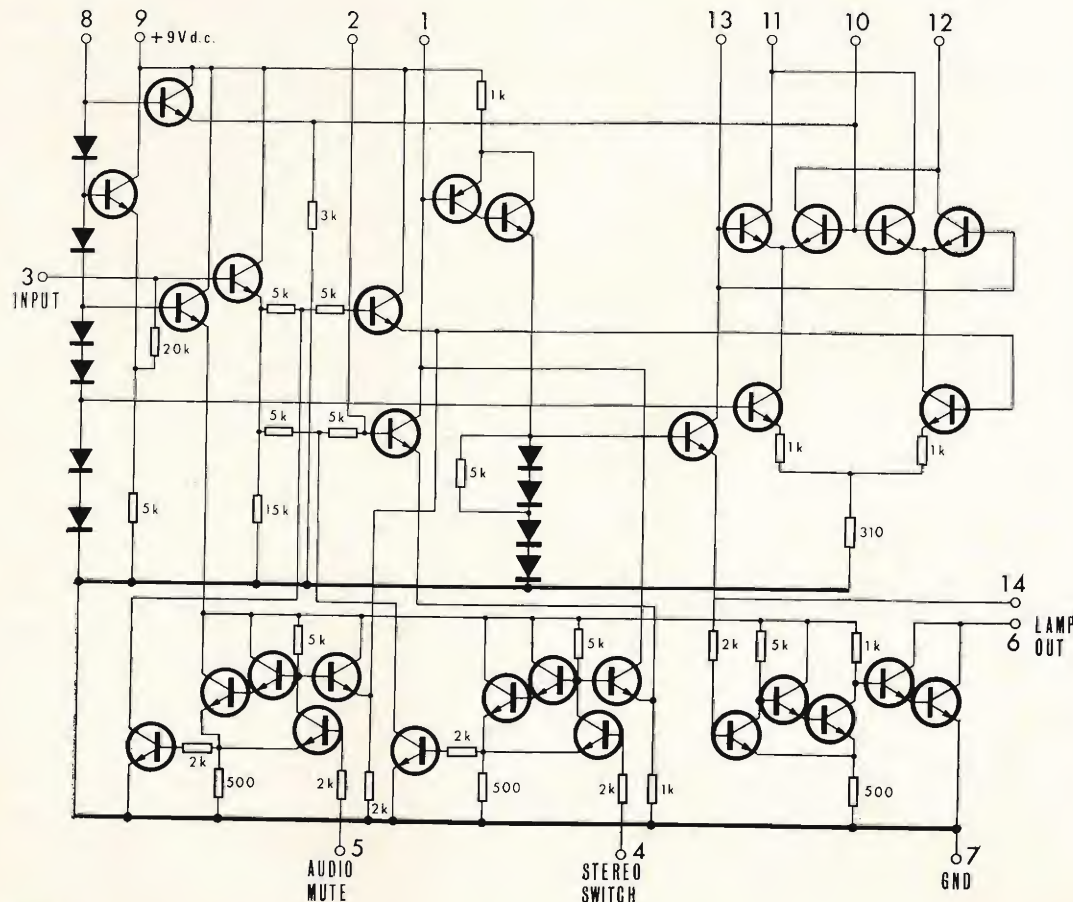 8 9 2 1 13 11 10 12
+9V d.c.
1k
3k
3
INPUT
5k 5k
20k
5k 5k
1k 1k
5k
5k 15k
310
14
5k 5k 2k 5k 1k
6
LAMP
OUT
2k 2k
500 2k 2k 500 2k 1k 500
5 4 7
AUDIO
MUTE
STEREO
SWITCH
GND